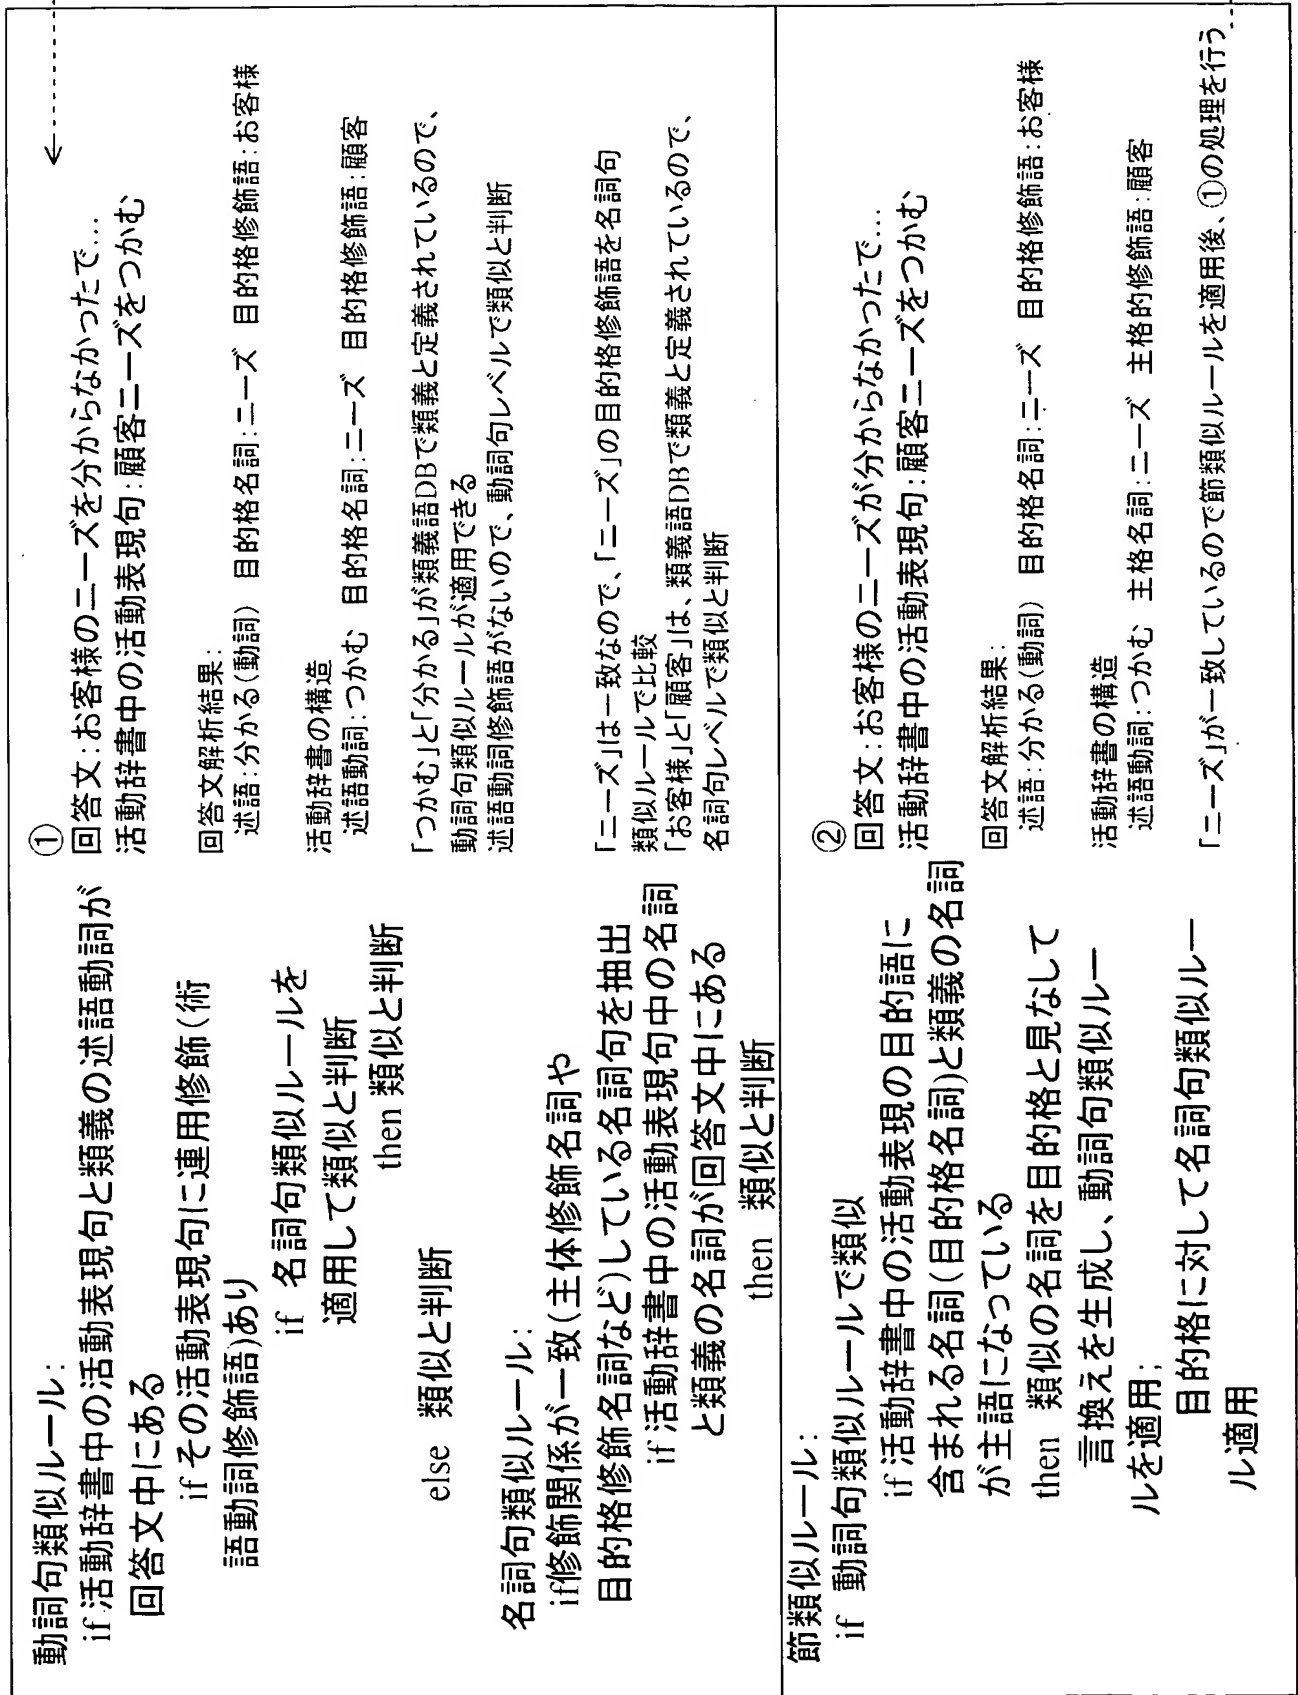 動詞句類似ルール:
if 活動辞書中の活動表現句と類義の述語動詞が
回答文中にある
if その活動表現句に連用修飾(術
語動詞修飾語)あり
if 名詞句類似ルールを
適用して類似と判断
then 類似と判断
else 類似と判断
名詞句類似ルール:
if修飾関係が一致(主体修飾名詞や
目的格修飾名詞など)している名詞句を抽出
if 活動辞書中の活動表現句中の名詞
と類義の名詞が回答文中にある
then 類似と判断
①
回答文:お客様のニーズを分からなかったで…
活動辞書中の活動表現句:顧客ニーズをつかむ
回答文解析結果:
述語:分かる(動詞) 目的格名詞:ニーズ 目的格修飾語:お客様
活動辞書の構造
述語動詞:つかむ 目的格名詞:ニーズ 目的格修飾語:顧客
「つかむ」と「分かる」が類義語DBで類義と定義されているので、
動詞句類似ルールが適用できる
述語動詞修飾語がないので、動詞句レベルで類似と判断
「ニーズ」は一致なので、「ニーズ」の目的格修飾語を名詞句
類似ルールで比較
「お客様」と「顧客」は、類義語DBで類義と定義されているので、
名詞句レベルで類似と判断
節類似ルール:
if 動詞句類似ルールで類似
if 活動辞書中の活動表現の目的語に
含まれる名詞(目的格名詞)と類義の名詞
が主語になっている
then 類似の名詞を目的格と見なして
言換えを生成し、動詞句類似ルー
ルを適用;
目的格に対して名詞句類似ルー
ル適用
②
回答文:お客様のニーズが分からなかったで…
活動辞書中の活動表現句:顧客ニーズをつかむ
回答文解析結果:
述語:分かる(動詞) 目的格名詞:ニーズ 目的格修飾語:お客様
活動辞書の構造
述語動詞:つかむ 主格名詞:ニーズ 主格的修飾語:顧客
「ニーズ」が一致しているので節類似ルールを適用後、①の処理を行う